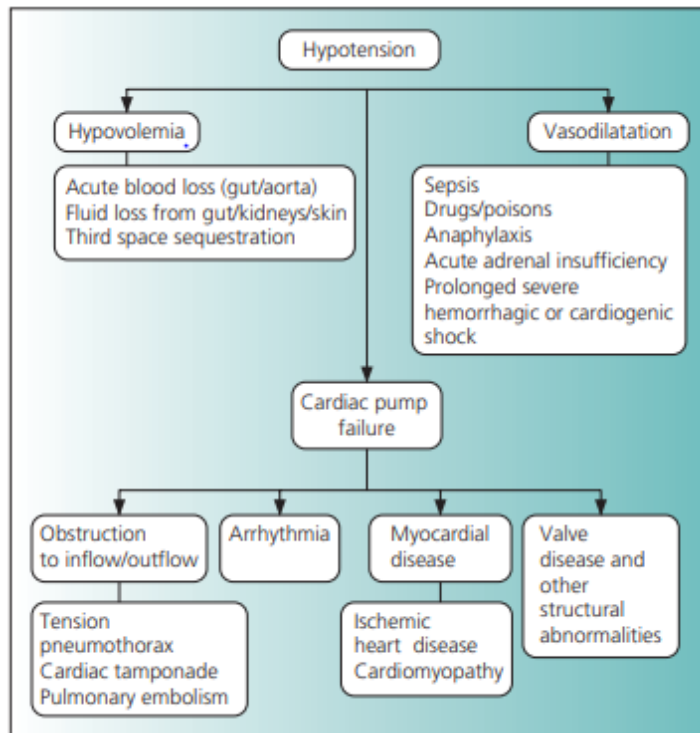 Hypotension
Hypovolemia
Vasodilatation
Acute blood loss (gut/aorta)
Fluid loss from gut/kidneys/skin
Third space sequestration
Sepsis
Drugs/poisons
Anaphylaxis
Acute adrenal insufficiency
Prolonged severe
hemorrhagic or cardiogenic
shock
Cardiac pump
failure
Obstruction
to inflow/outflow
Arrhythmia
Myocardial
disease
Valve
disease and
other
structural
abnormalities
Tension
pneumothorax
Cardiac tamponade
Pulmonary embolism
Ischemic
heart disease
Cardiomyopathy